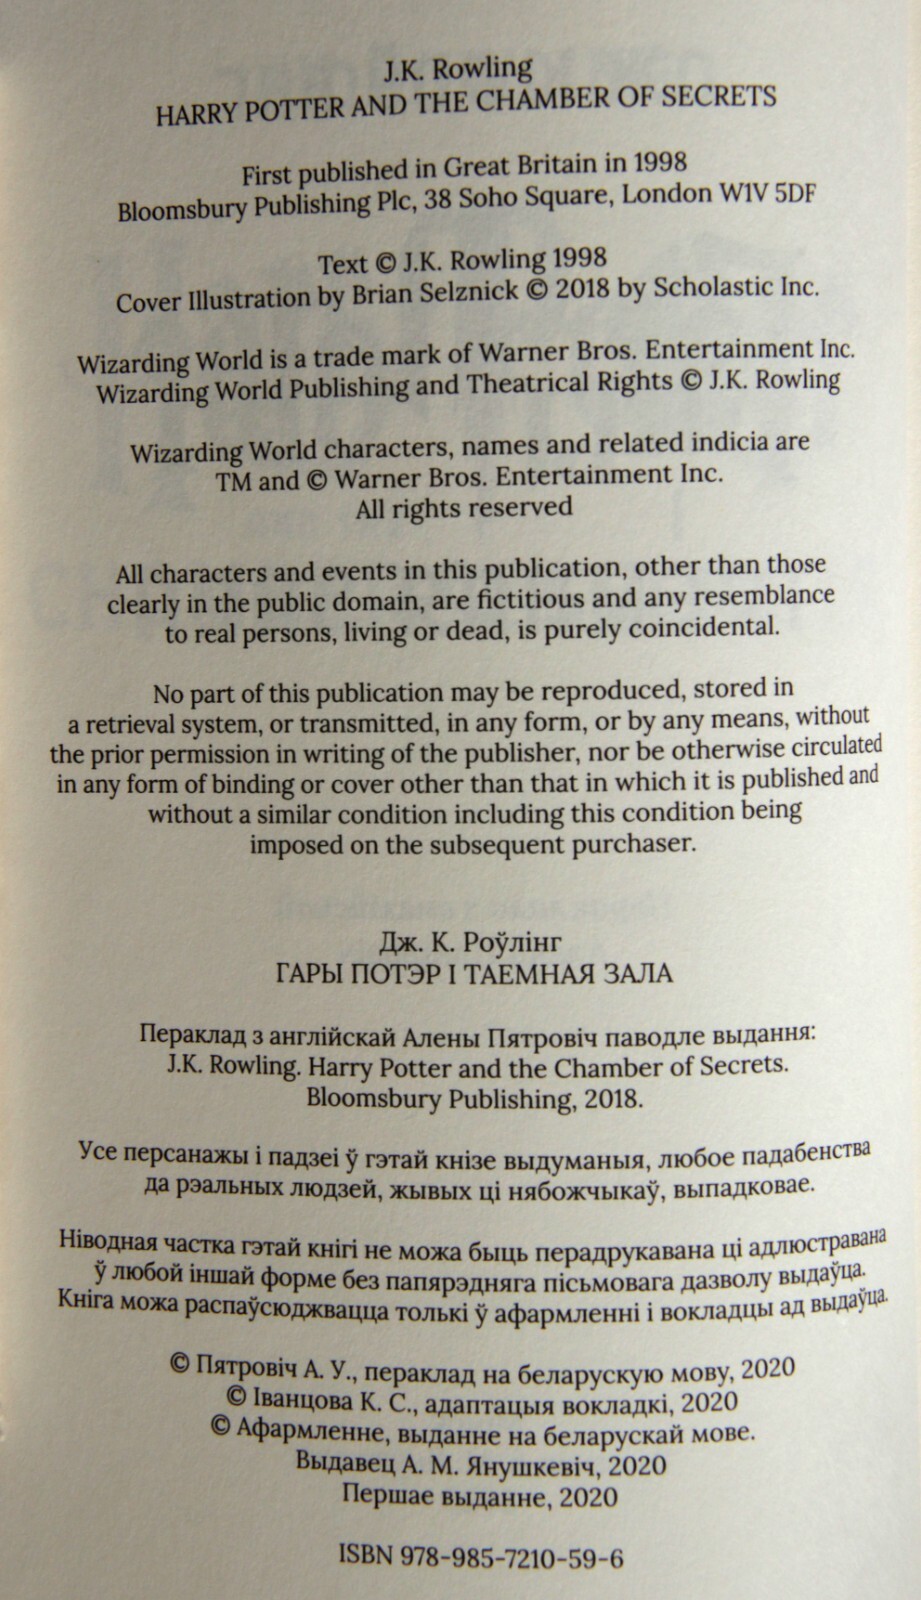 J.K. Rowling
HARRY POTTER AND THE CHAMBER OF SECRETS
First published in Great Britain in 1998
Bloomsbury Publishing Plc, 38 Soho Square, London W1V 5DF
Text © J.K. Rowling 1998
Cover Illustration by Brian Selznick © 2018 by Scholastic Inc.
Wizarding World is a trade mark of Warner Bros. Entertainment Inc.
Wizarding World Publishing and Theatrical Rights © J.K. Rowling
Wizarding World characters, names and related indicia are
TM and © Warner Bros. Entertainment Inc.
All rights reserved
All characters and events in this publication, other than those
clearly in the public domain, are fictitious and any resemblance
to real persons, living or dead, is purely coincidental.
No part of this publication may be reproduced, stored in
a retrieval system, or transmitted, in any form, or by any means, without
the prior permission in writing of the publisher, nor be otherwise circulated
in any form of binding or cover other than that in which it is published and
without a similar condition including this condition being
imposed on the subsequent purchaser.
Дж. К. Роўлінг
ГАРЫ ПОТЭР І ТАЕМНАЯ ЗАЛА
Пераклад з англійскай Алены Пятровіч паводле выдання:
J.K. Rowling. Harry Potter and the Chamber of Secrets.
Bloomsbury Publishing, 2018.
Усе персанажы і падзеі ў гэтай кнізе выдуманыя, любое падабенства
да рэальных людзей, жывых ці нябожчыкаў, выпадковае.
Ніводная частка гэтай кнігі не можа быць перадрукавана ці адлюстравана
ў любой іншай форме без папярэдняга пісьмовага дазволу выдаўца.
Кніга можа распаўсюджвацца толькі ў афармленні і вокладцы ад выдаўца.
© Пятровіч А. У., пераклад на беларускую мову, 2020
© Іванцова К. С., адаптацыя вокладкі, 2020
© Афармленне, выданне на беларускай мове.
Выдавец А. М. Янушкевіч, 2020
Першае выданне, 2020
ISBN 978-985-7210-59-6